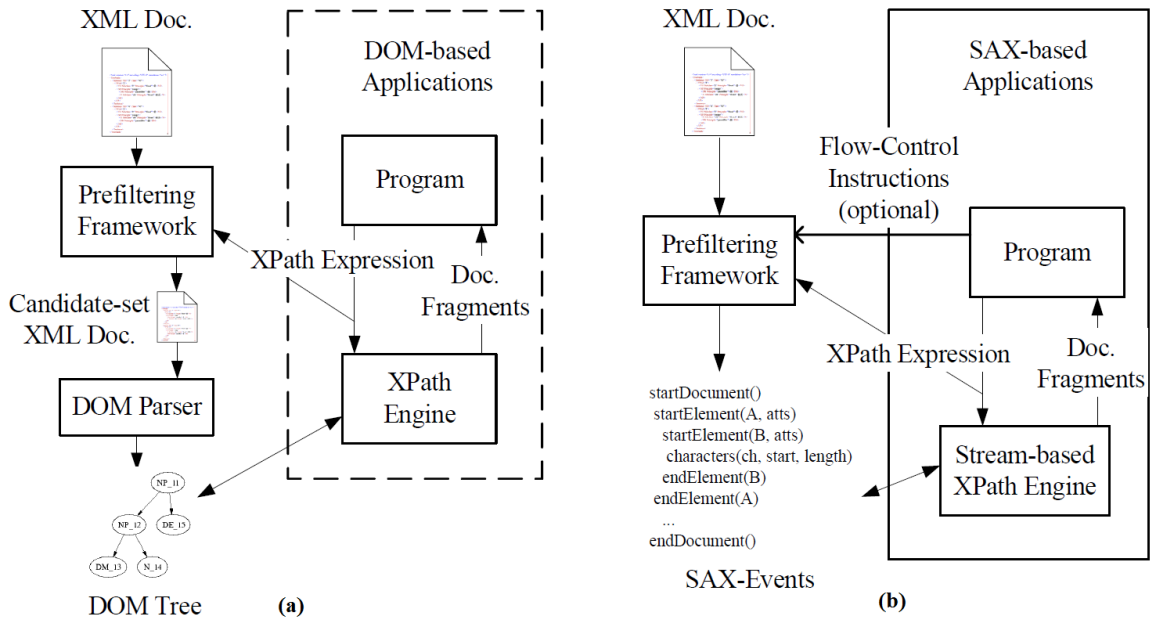 XML Doc.
DOM-based
Applications
Program
Prefiltering
Framework
XPath Expression
Doc.
Fragments
Candidate-set
XML Doc.
XPath
Engine
DOM Parser
NP_11
NP_12
DE_15
DM_13
N_14
DOM Tree
(a)
XML Doc.
SAX-based
Applications
Flow-Control
Instructions
(optional)
Program
Prefiltering
Framework
XPath Expression
Doc.
Fragments
startDocument()
startElement(A, atts)
startElement(B, atts)
characters(ch, start, length)
endElement(B)
endElement(A)
...
endDocument()
Stream-based
XPath Engine
SAX-Events
(b)